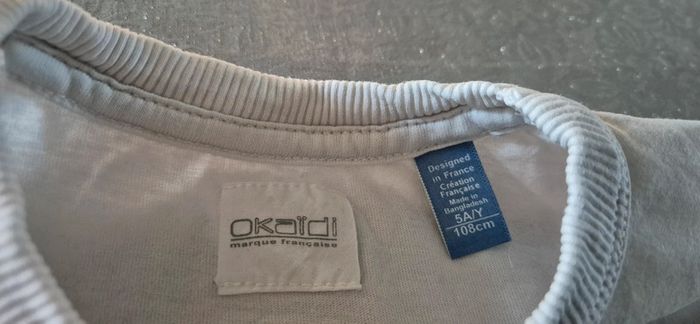 okaïdi
marque française
Designed
in France
Création
Française
Made in
Bangladesh
5A/Y
108cm